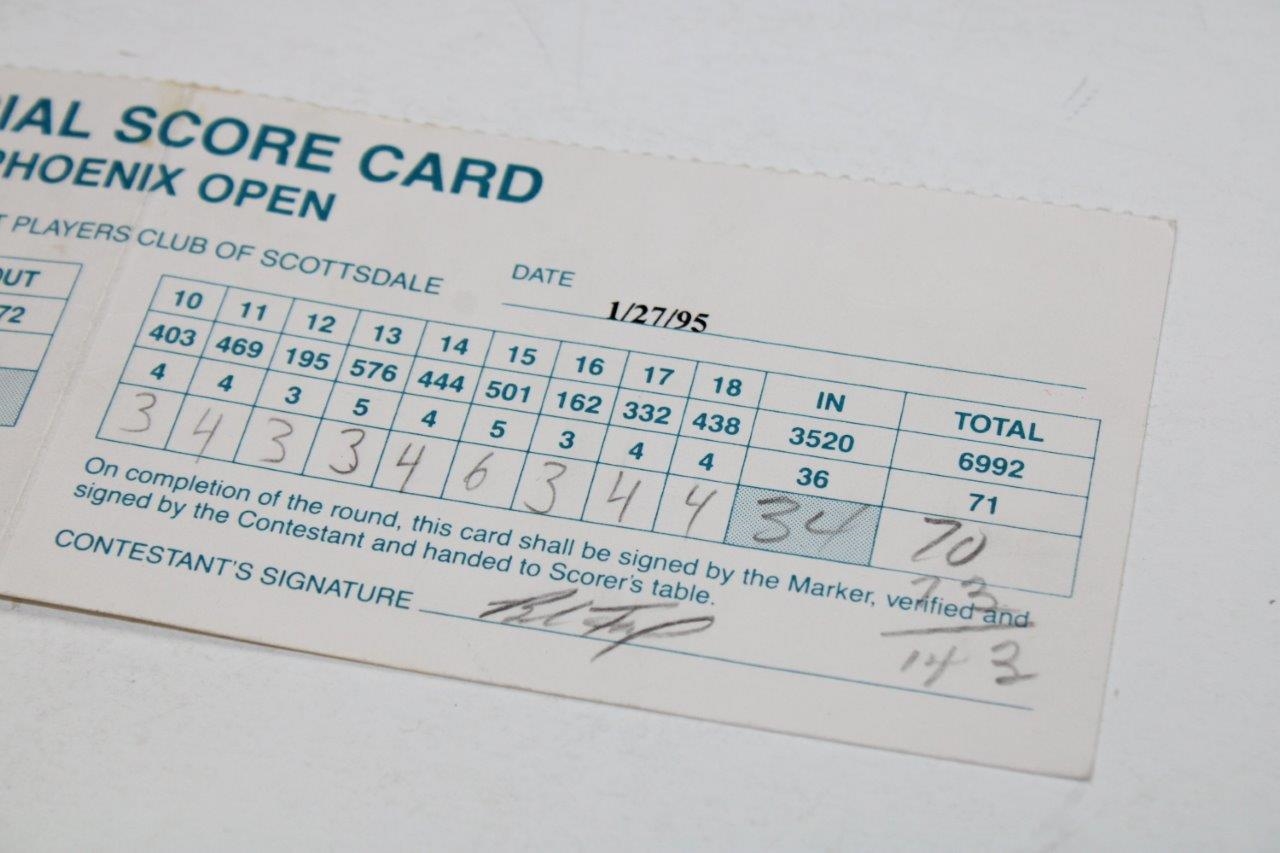 IAL SCORE CARD
PHOENIX OPEN
T PLAYERS CLUB OF SCOTTSDALE
DATE 1/27/95
OUT 10 11 12 13 14 15 16 17 18 IN TOTAL
72 403 469 195 576 444 501 162 332 438 3520 6992
4 4 3 5 4 5 3 4 4 36 71
3 4 3 3 4 6 3 4 4 34 70
On completion of the round, this card shall be signed by the Marker, verified and
signed by the Contestant and handed to Scorer's table.
73
CONTESTANT'S SIGNATURE
143